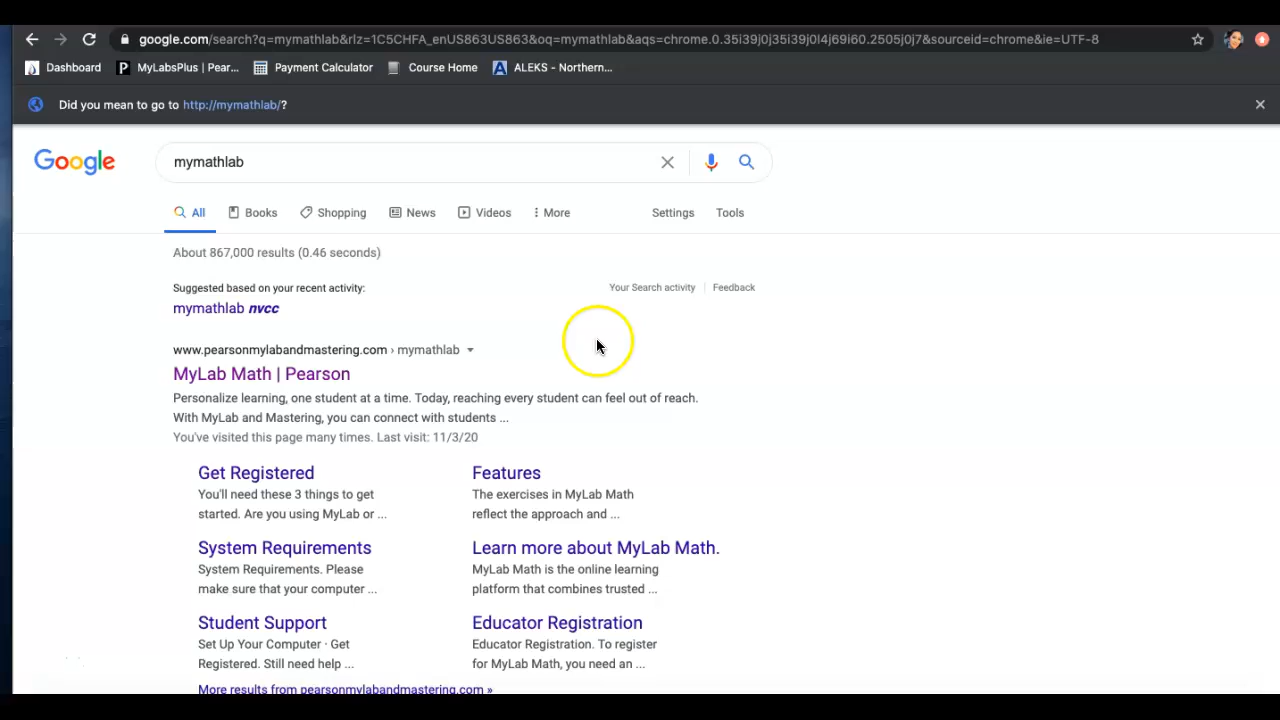 google.com/search?q=mymathlab&rlz=1C5CHFA_enUS863US863&oq=mymathlab&aqs=chrome.0.35i39j0j35i39j0l4j69i60.2505j0j7&sourceid=chrome&ie=UTF-8
Dashboard P MyLabsPlus | Pear... Payment Calculator Course Home ALEKS - Northern...
Did you mean to go to http://mymathlab/?
Google mymathlab
All Books Shopping News Videos More Settings Tools
About 867,000 results (0.46 seconds)
Suggested based on your recent activity: Your Search activity Feedback
mymathlab nvcc
www.pearsonmylabandmastering.com › mymathlab
MyLab Math | Pearson
Personalize learning, one student at a time. Today, reaching every student can feel out of reach.
With MyLab and Mastering, you can connect with students ...
You've visited this page many times. Last visit: 11/3/20
Get Registered
You'll need these 3 things to get
started. Are you using MyLab or ...
Features
The exercises in MyLab Math
reflect the approach and ...
System Requirements
System Requirements. Please
make sure that your computer ...
Learn more about MyLab Math.
MyLab Math is the online learning
platform that combines trusted ...
Student Support
Set Up Your Computer · Get
Registered. Still need help ...
Educator Registration
Educator Registration. To register
for MyLab Math, you need an ...
More results from pearsonmylabandmastering.com »